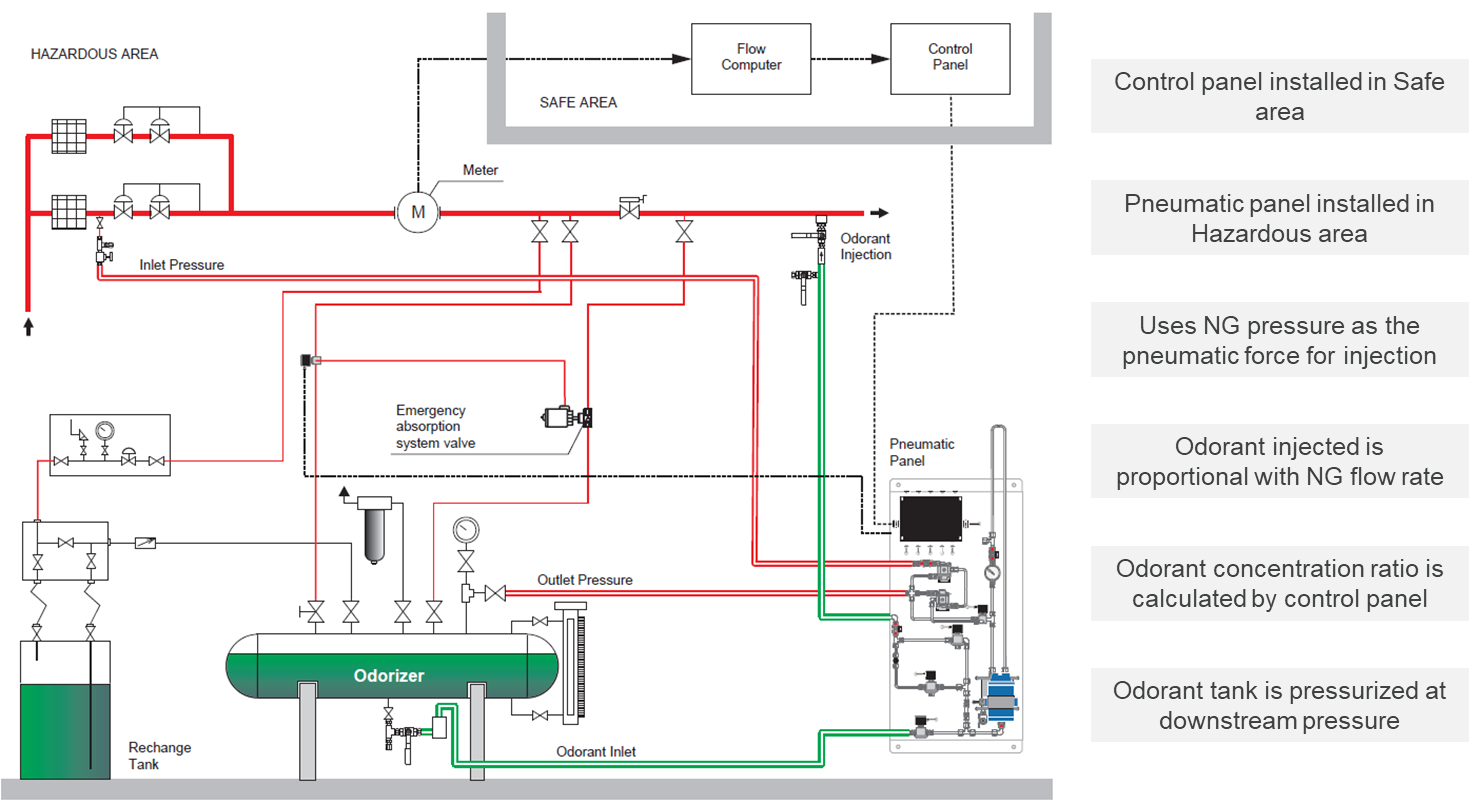 HAZARDOUS AREA
Flow
Computer
Control
Panel
SAFE AREA
Meter
M
Odorant
Injection
Inlet Pressure
Emergency
absorption
system valve
Pneumatic
Panel
Outlet Pressure
Odorizer
Odorant Inlet
Rechange
Tank
Control panel installed in Safe
area
Pneumatic panel installed in
Hazardous area
Uses NG pressure as the
pneumatic force for injection
Odorant injected is
proportional with NG flow rate
Odorant concentration ratio is
calculated by control panel
Odorant tank is pressurized at
downstream pressure